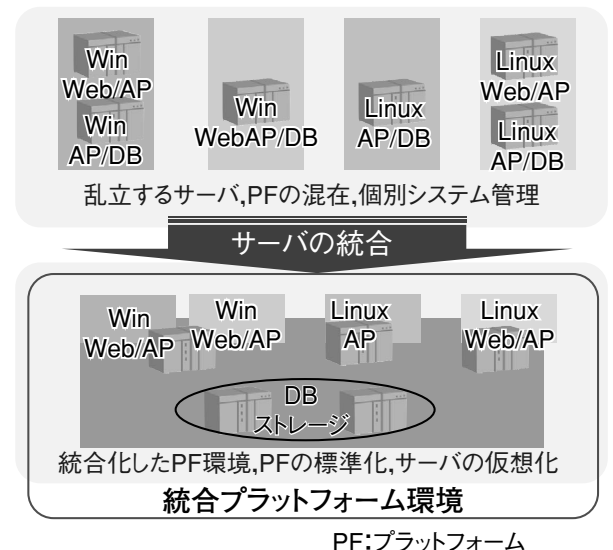 Win
Web/AP
Win
AP/DB
Win
WebAP/DB
Linux
AP/DB
Linux
Web/AP
Linux
AP/DB
乱立するサーバ,PFの混在,個別システム管理
サーバの統合
Win
Web/AP
Win
Web/AP
Linux
AP
Linux
Web/AP
DB
ストレージ
統合化したPF環境,PFの標準化,サーバの仮想化
統合プラットフォーム環境
PF:プラットフォーム